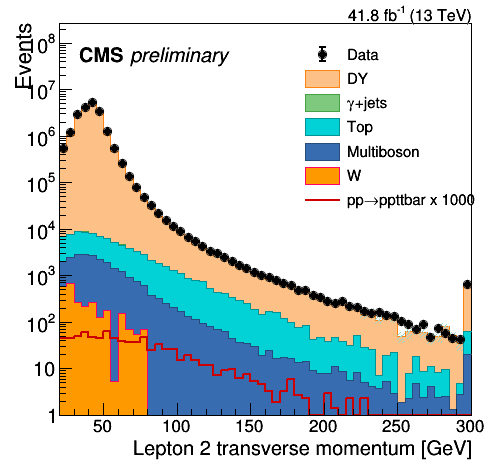 41.8 fb⁻¹ (13 TeV)
Events
CMS preliminary
Data
DY
γ+jets
Top
Multiboson
W
pp→ppttbar x 1000
10⁸
10⁷
10⁶
10⁵
10⁴
10³
10²
10
1
50 100 150 200 250 300
Lepton 2 transverse momentum [GeV]